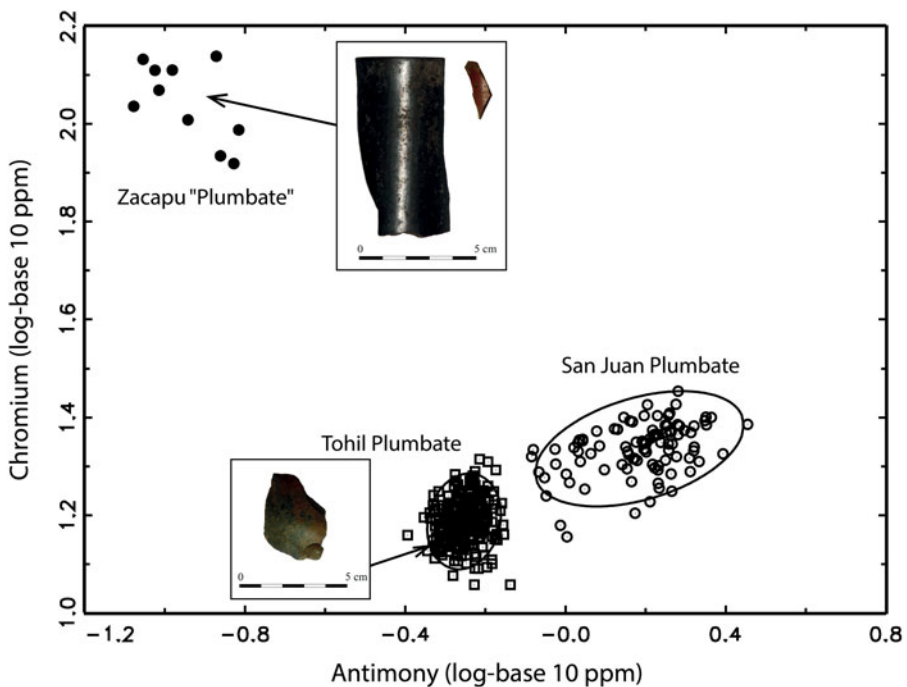 2.2
2.0
1.8
1.6
1.4
1.2
1.0
Chromium (log-base 10 ppm)
Zacapu "Plumbate"
0 5 cm
San Juan Plumbate
Tohil Plumbate
0 5 cm
−1.2 −0.8 −0.4 −0.0 0.4 0.8
Antimony (log-base 10 ppm)